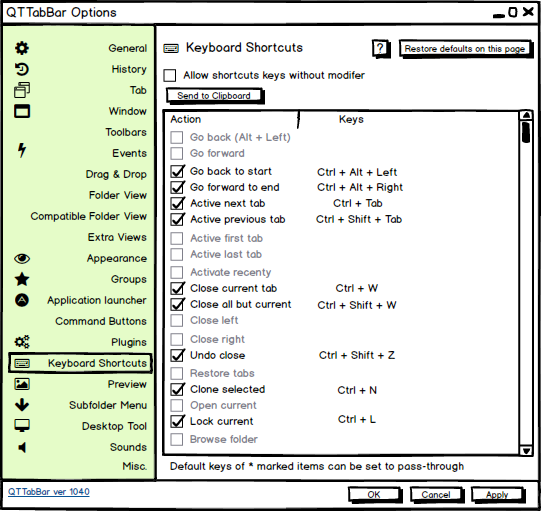 QTTabBar Options
General
History
Tab
Window
Toolbars
Events
Drag & Drop
Folder View
Compatible Folder View
Extra Views
Appearance
Groups
Application launcher
Command Buttons
Plugins
Keyboard Shortcuts
Preview
Subfolder Menu
Desktop Tool
Sounds
Misc.
Keyboard Shortcuts
? Restore defaults on this page
Allow shortcuts keys without modifer
Send to Clipboard
Action Keys
Go back (Alt + Left)
Go forward
Go back to start Ctrl + Alt + Left
Go forward to end Ctrl + Alt + Right
Active next tab Ctrl + Tab
Active previous tab Ctrl + Shift + Tab
Active first tab
Active last tab
Activate recenty
Close current tab Ctrl + W
Close all but current Ctrl + Shift + W
Close left
Close right
Undo close Ctrl + Shift + Z
Restore tabs
Clone selected Ctrl + N
Open current
Lock current Ctrl + L
Browse folder
Default keys of * marked items can be set to pass-through
QTTabBar ver 1040
OK Cancel Apply